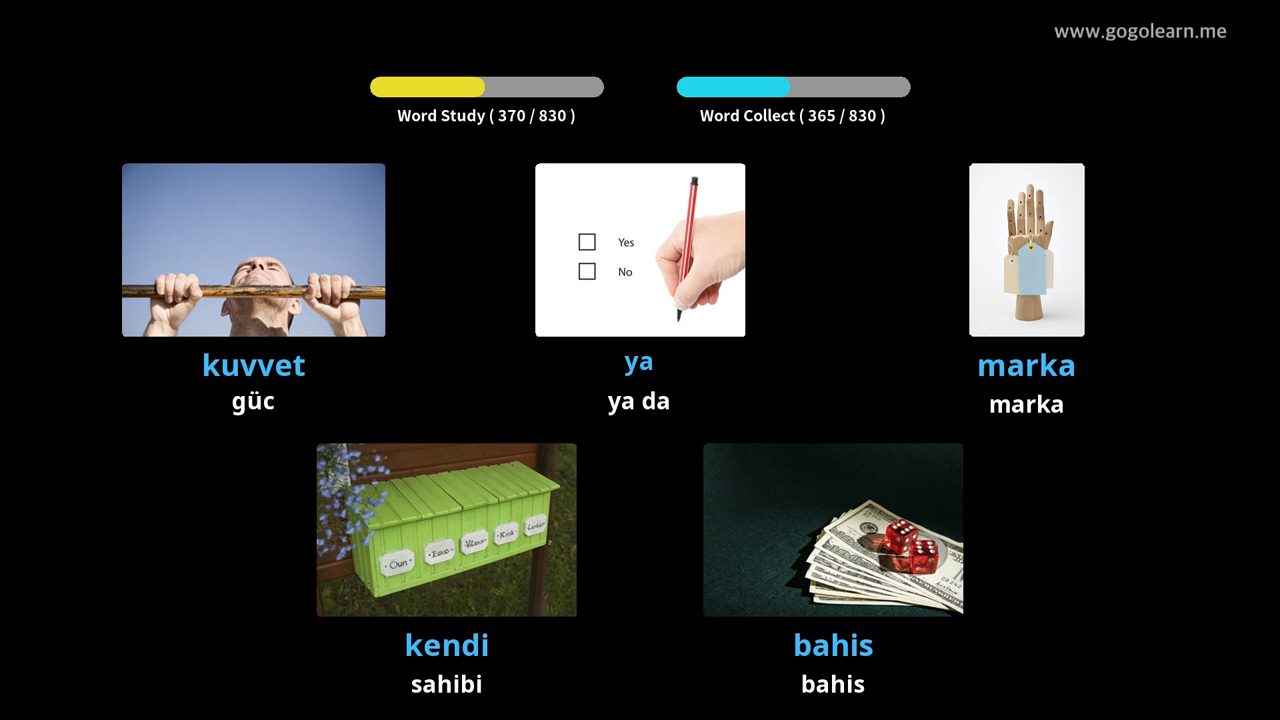 www.gogolearn.me
Word Study ( 370 / 830 )
Word Collect ( 365 / 830 )
Yes
No
kuvvet
ya
marka
güc
ya da
marka
Õun
kendi
bahis
sahibi
bahis